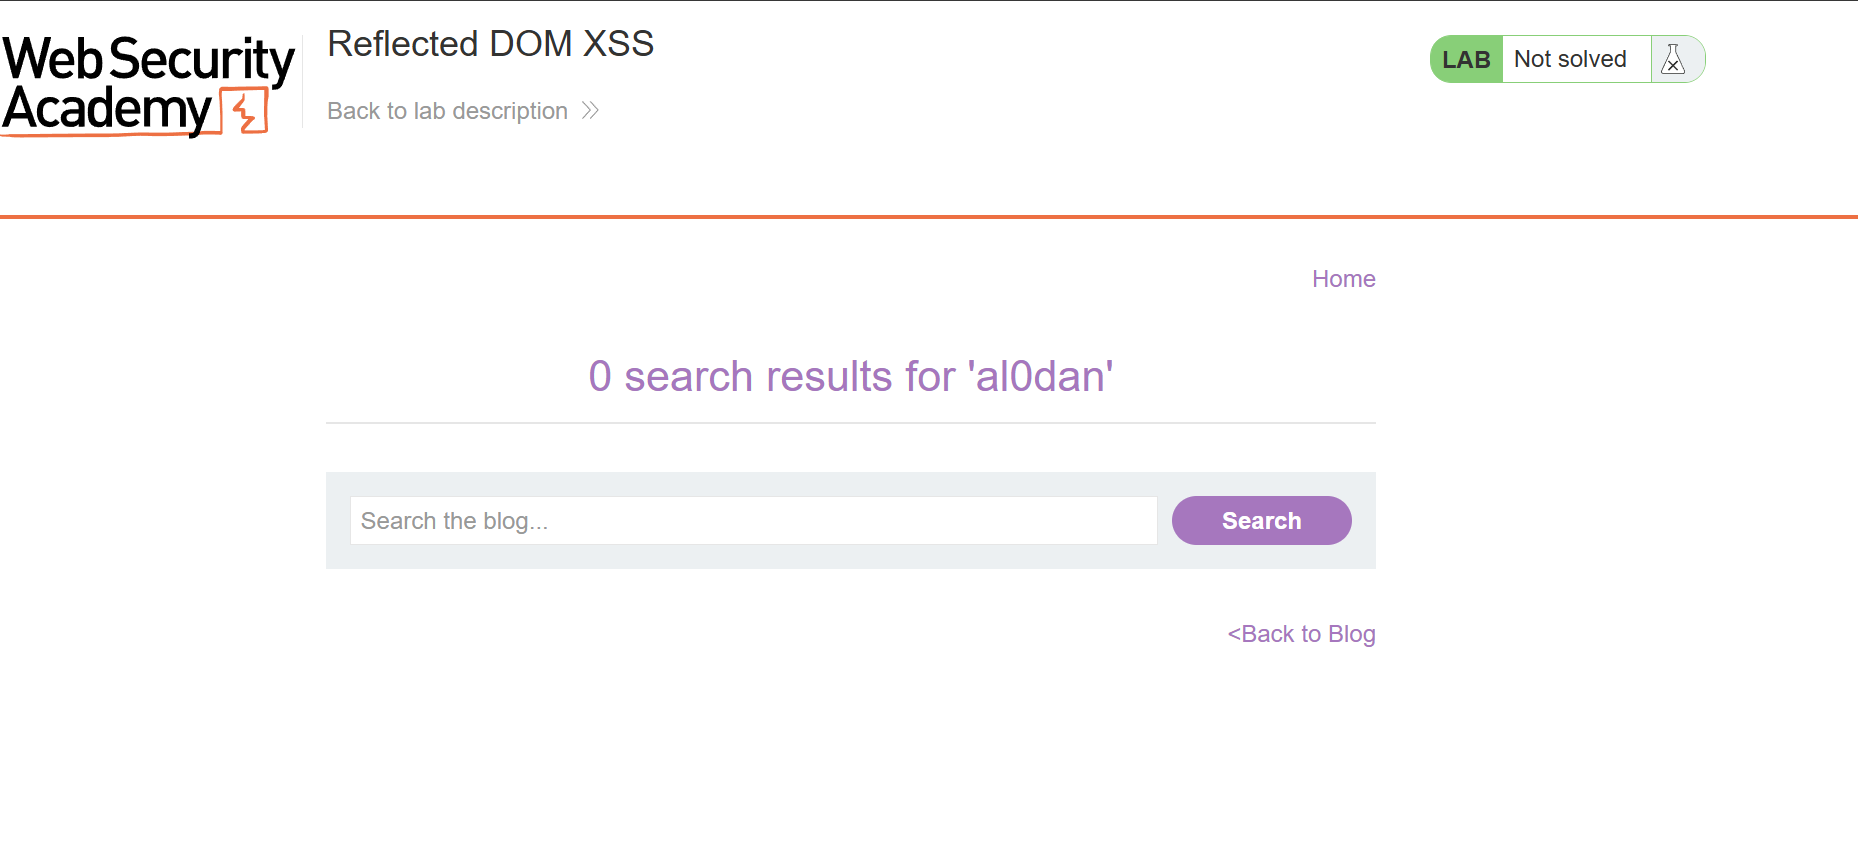 Web Security
Academy
Reflected DOM XSS
Back to lab description
LAB
Not solved
Home
0 search results for 'al0dan'
Search the blog...
Search
<Back to Blog